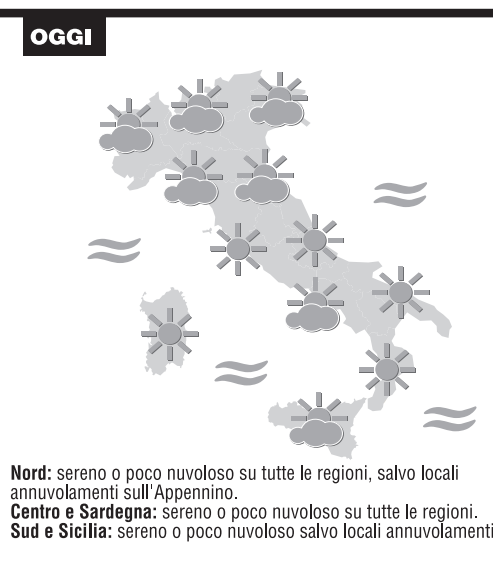 OGGI
Nord: sereno o poco nuvoloso su tutte le regioni, salvo locali
annuvolamenti sull'Appennino.
Centro e Sardegna: sereno o poco nuvoloso su tutte le regioni.
Sud e Sicilia: sereno o poco nuvoloso salvo locali annuvolamenti